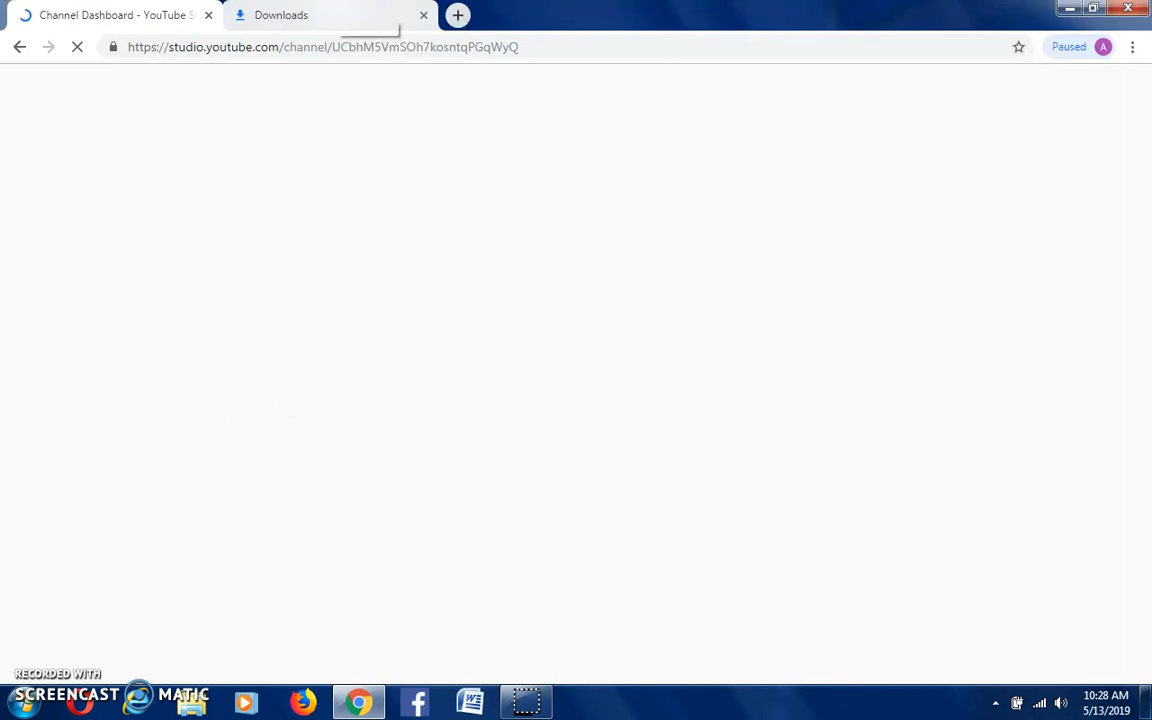 Channel Dashboard - YouTube S
Downloads
https://studio.youtube.com/channel/UCbhM5VmSOh7kosntqPGqWyQ
Paused
A
RECORDED WITH
SCREENCAST MATIC
10:28 AM
5/13/2019